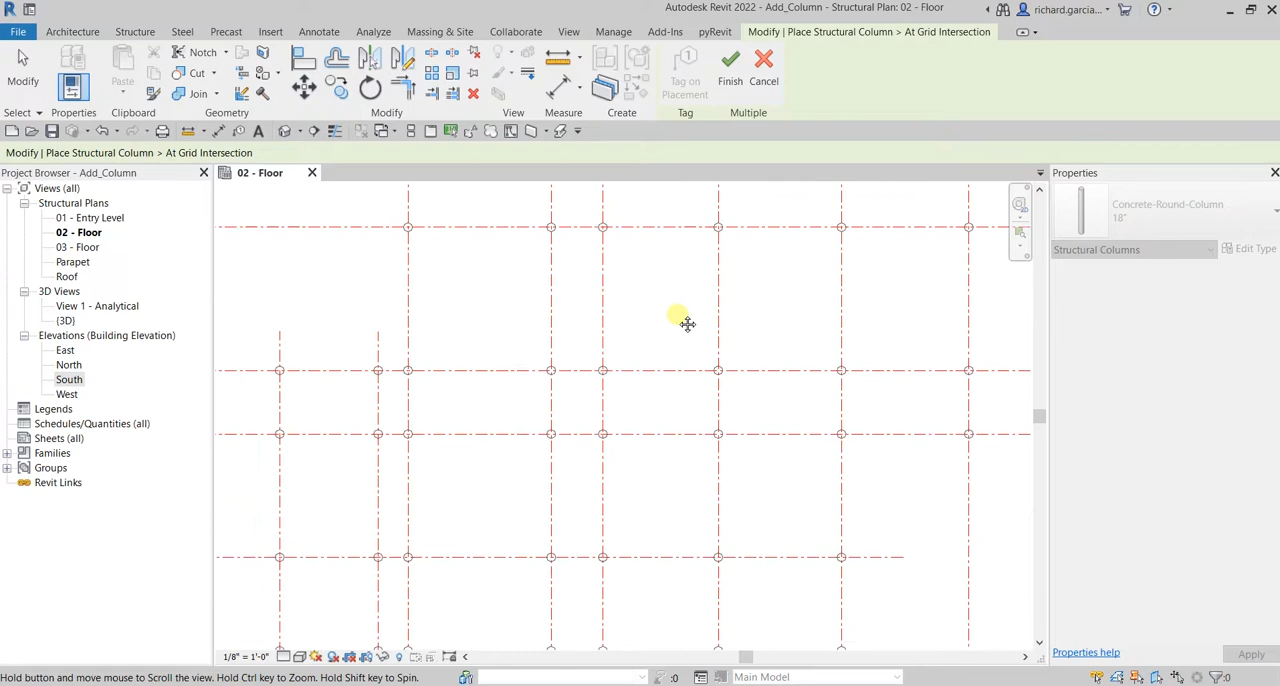 Autodesk Revit 2022 - Add_Column - Structural Plan: 02 - Floor
richard.garcia...
File Architecture Structure Steel Precast Insert Annotate Analyze Massing & Site Collaborate View Manage Add-Ins pyRevit Modify | Place Structural Column > At Grid Intersection
Modify Paste Notch Cut Join Tag on Placement Finish Cancel
Select Properties Clipboard Geometry Modify View Measure Create Tag Multiple
Modify | Place Structural Column > At Grid Intersection
Project Browser - Add_Column
02 - Floor
Properties
Views (all)
Structural Plans
01 - Entry Level
02 - Floor
03 - Floor
Parapet
Roof
3D Views
View 1 - Analytical
{3D}
Elevations (Building Elevation)
East
North
South
West
Legends
Schedules/Quantities (all)
Sheets (all)
Families
Groups
Revit Links
Concrete-Round-Column
18"
Structural Columns
Edit Type
Properties help
Apply
1/8" = 1'-0"
Hold button and move mouse to Scroll the view. Hold Ctrl key to Zoom. Hold Shift key to Spin.
:0
Main Model
:0